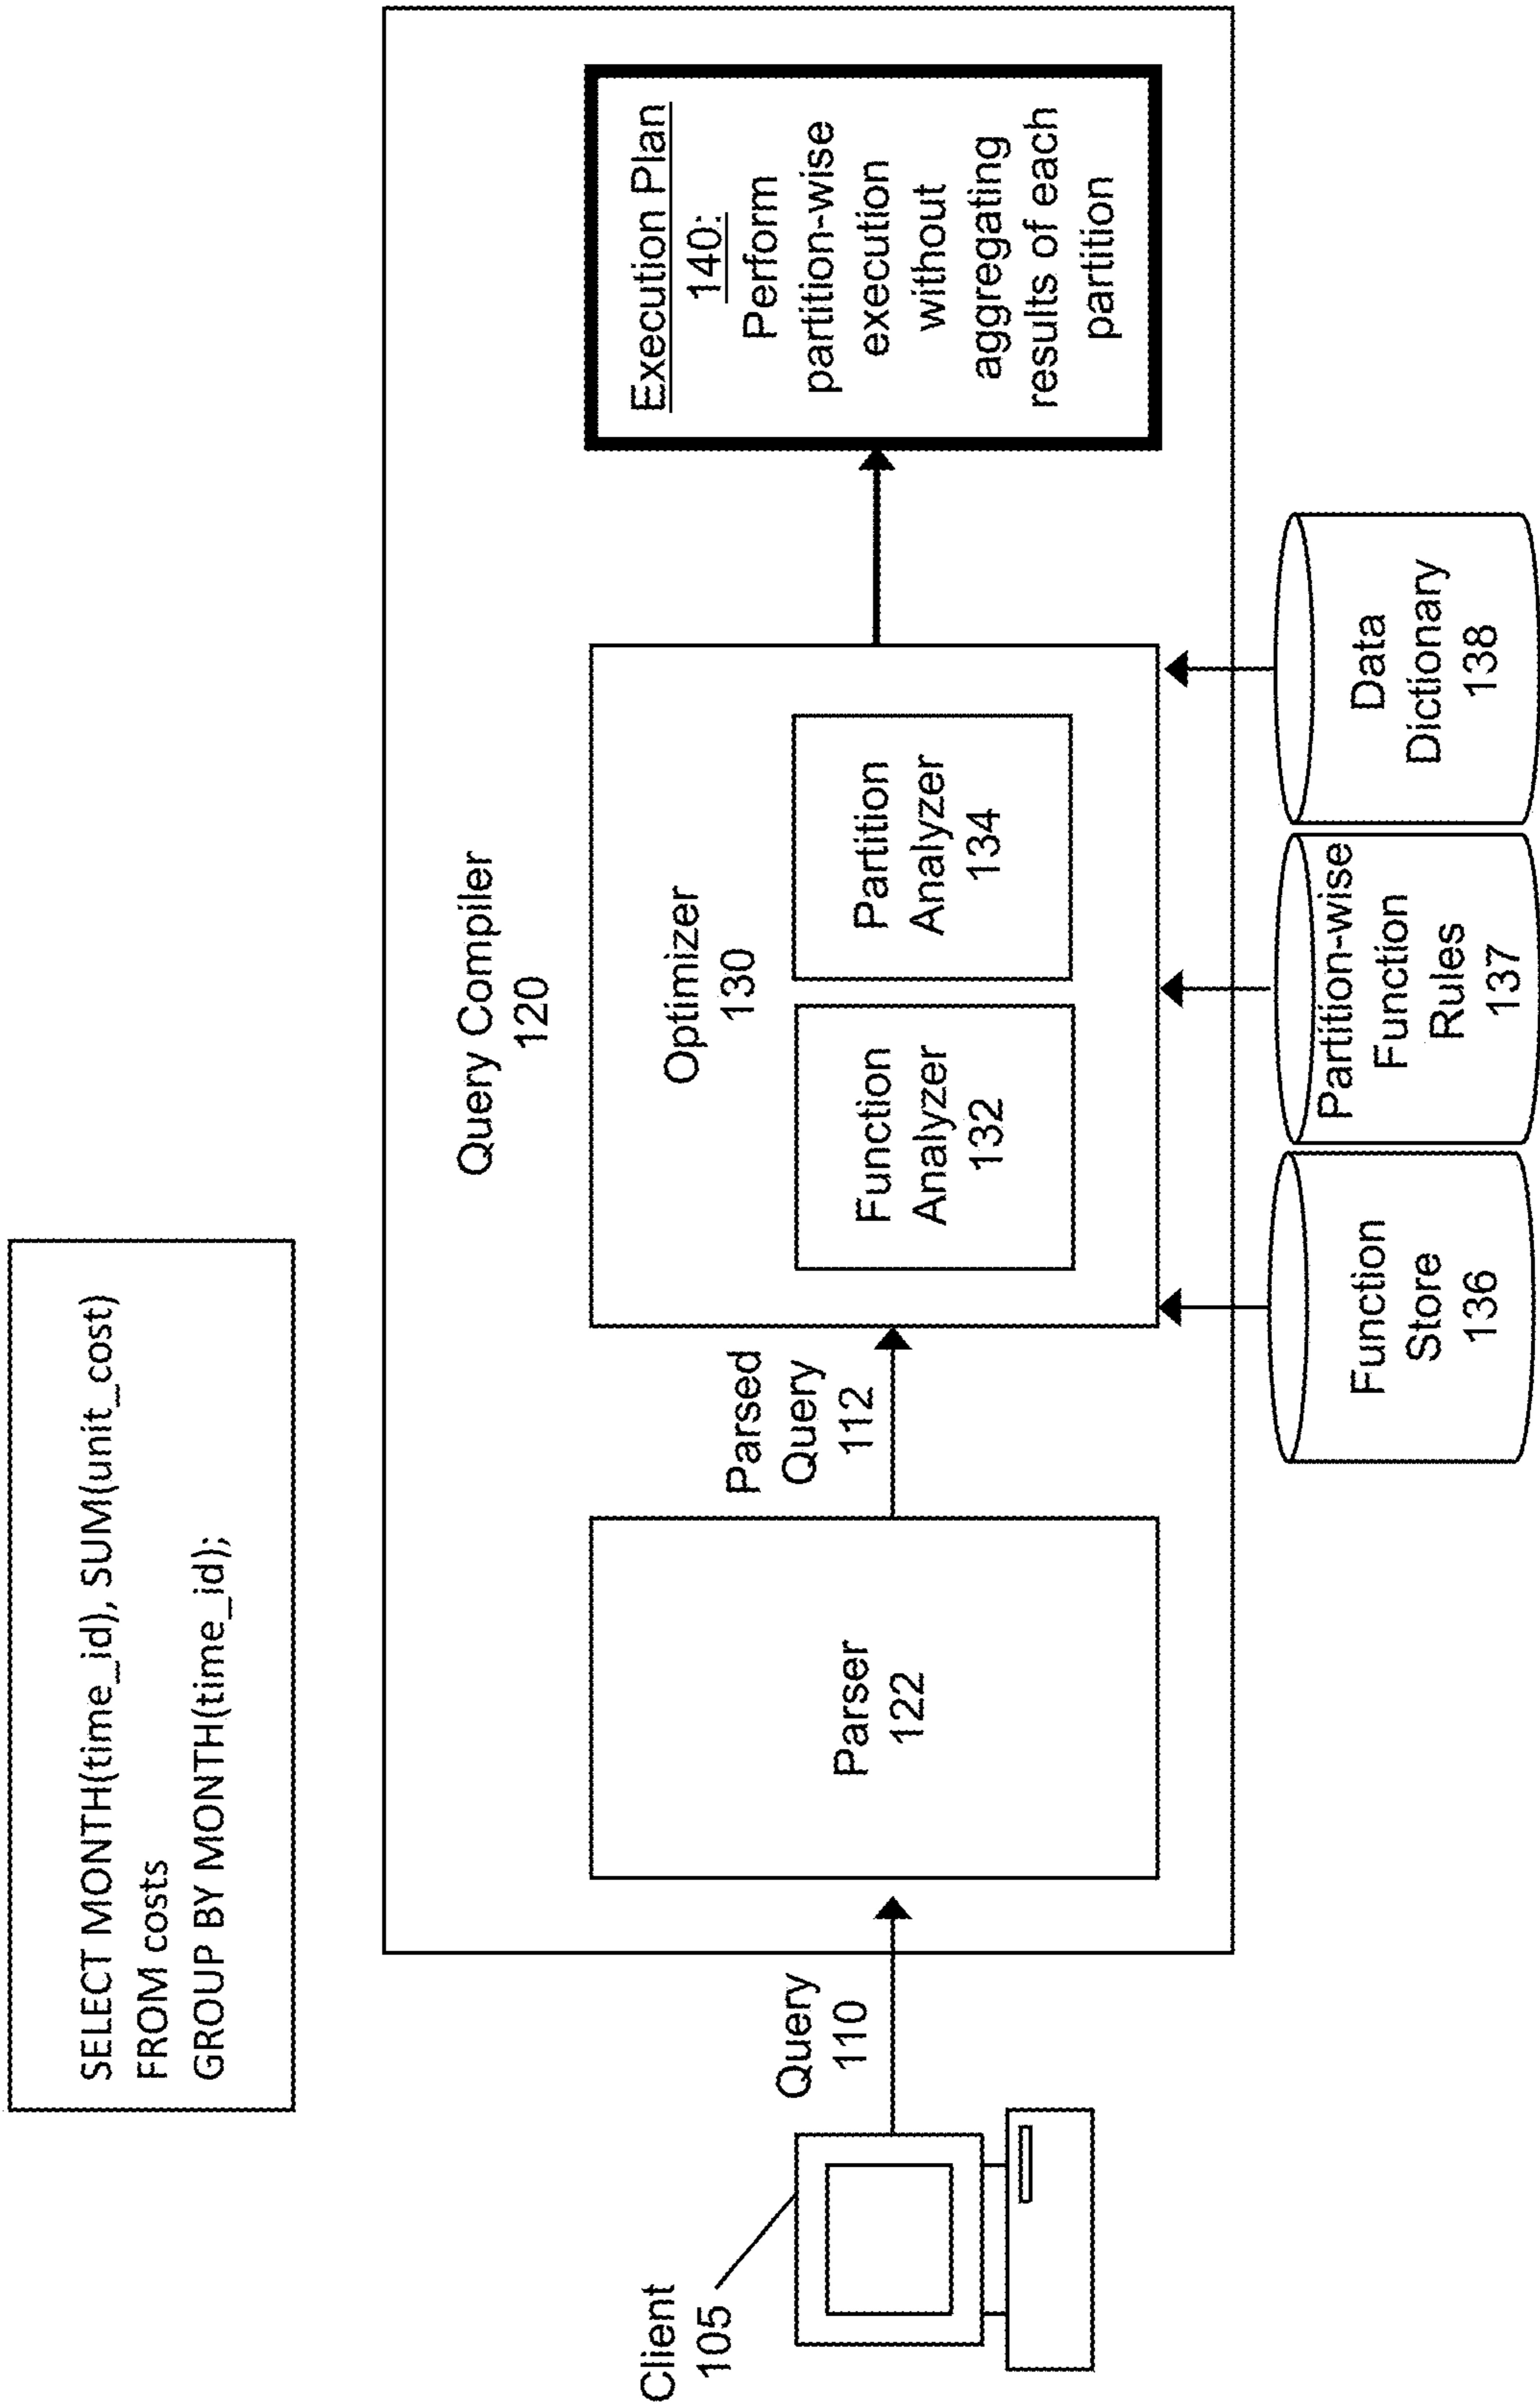 SELECT MONTH(time_id), SUM(unit_cost)
FROM costs
GROUP BY MONTH(time_id);
Query Compiler
120
Client
105
Query
110
Parser
122
Parsed
Query
112
Optimizer
130
Function
Analyzer
132
Partition
Analyzer
134
Execution Plan
140:
Perform
partition-wise
execution
without
aggregating
results of each
partition
Function
Store
136
Partition-wise
Function
Rules
137
Data
Dictionary
138